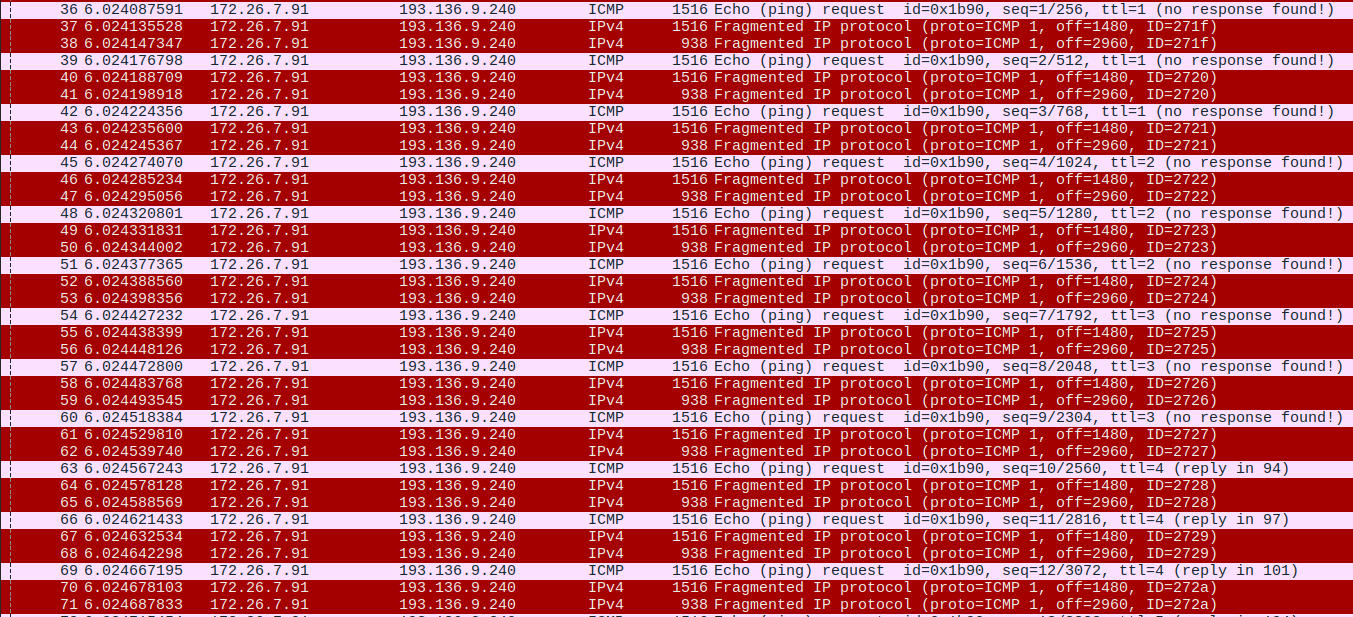 36 6.024087591 172.26.7.91 193.136.9.240 ICMP 1516 Echo (ping) request id=0x1b90, seq=1/256, ttl=1 (no response found!)
37 6.024135528 172.26.7.91 193.136.9.240 IPv4 1516 Fragmented IP protocol (proto=ICMP 1, off=1480, ID=271f)
38 6.024147347 172.26.7.91 193.136.9.240 IPv4 938 Fragmented IP protocol (proto=ICMP 1, off=2960, ID=271f)
39 6.024176798 172.26.7.91 193.136.9.240 ICMP 1516 Echo (ping) request id=0x1b90, seq=2/512, ttl=1 (no response found!)
40 6.024188709 172.26.7.91 193.136.9.240 IPv4 1516 Fragmented IP protocol (proto=ICMP 1, off=1480, ID=2720)
41 6.024198918 172.26.7.91 193.136.9.240 IPv4 938 Fragmented IP protocol (proto=ICMP 1, off=2960, ID=2720)
42 6.024224356 172.26.7.91 193.136.9.240 ICMP 1516 Echo (ping) request id=0x1b90, seq=3/768, ttl=1 (no response found!)
43 6.024235600 172.26.7.91 193.136.9.240 IPv4 1516 Fragmented IP protocol (proto=ICMP 1, off=1480, ID=2721)
44 6.024245367 172.26.7.91 193.136.9.240 IPv4 938 Fragmented IP protocol (proto=ICMP 1, off=2960, ID=2721)
45 6.024274070 172.26.7.91 193.136.9.240 ICMP 1516 Echo (ping) request id=0x1b90, seq=4/1024, ttl=2 (no response found!)
46 6.024285234 172.26.7.91 193.136.9.240 IPv4 1516 Fragmented IP protocol (proto=ICMP 1, off=1480, ID=2722)
47 6.024295056 172.26.7.91 193.136.9.240 IPv4 938 Fragmented IP protocol (proto=ICMP 1, off=2960, ID=2722)
48 6.024320801 172.26.7.91 193.136.9.240 ICMP 1516 Echo (ping) request id=0x1b90, seq=5/1280, ttl=2 (no response found!)
49 6.024331831 172.26.7.91 193.136.9.240 IPv4 1516 Fragmented IP protocol (proto=ICMP 1, off=1480, ID=2723)
50 6.024344002 172.26.7.91 193.136.9.240 IPv4 938 Fragmented IP protocol (proto=ICMP 1, off=2960, ID=2723)
51 6.024377365 172.26.7.91 193.136.9.240 ICMP 1516 Echo (ping) request id=0x1b90, seq=6/1536, ttl=2 (no response found!)
52 6.024388560 172.26.7.91 193.136.9.240 IPv4 1516 Fragmented IP protocol (proto=ICMP 1, off=1480, ID=2724)
53 6.024398356 172.26.7.91 193.136.9.240 IPv4 938 Fragmented IP protocol (proto=ICMP 1, off=2960, ID=2724)
54 6.024427232 172.26.7.91 193.136.9.240 ICMP 1516 Echo (ping) request id=0x1b90, seq=7/1792, ttl=3 (no response found!)
55 6.024438399 172.26.7.91 193.136.9.240 IPv4 1516 Fragmented IP protocol (proto=ICMP 1, off=1480, ID=2725)
56 6.024448126 172.26.7.91 193.136.9.240 IPv4 938 Fragmented IP protocol (proto=ICMP 1, off=2960, ID=2725)
57 6.024472800 172.26.7.91 193.136.9.240 ICMP 1516 Echo (ping) request id=0x1b90, seq=8/2048, ttl=3 (no response found!)
58 6.024483768 172.26.7.91 193.136.9.240 IPv4 1516 Fragmented IP protocol (proto=ICMP 1, off=1480, ID=2726)
59 6.024493545 172.26.7.91 193.136.9.240 IPv4 938 Fragmented IP protocol (proto=ICMP 1, off=2960, ID=2726)
60 6.024518384 172.26.7.91 193.136.9.240 ICMP 1516 Echo (ping) request id=0x1b90, seq=9/2304, ttl=3 (no response found!)
61 6.024529810 172.26.7.91 193.136.9.240 IPv4 1516 Fragmented IP protocol (proto=ICMP 1, off=1480, ID=2727)
62 6.024539740 172.26.7.91 193.136.9.240 IPv4 938 Fragmented IP protocol (proto=ICMP 1, off=2960, ID=2727)
63 6.024567243 172.26.7.91 193.136.9.240 ICMP 1516 Echo (ping) request id=0x1b90, seq=10/2560, ttl=4 (reply in 94)
64 6.024578128 172.26.7.91 193.136.9.240 IPv4 1516 Fragmented IP protocol (proto=ICMP 1, off=1480, ID=2728)
65 6.024588569 172.26.7.91 193.136.9.240 IPv4 938 Fragmented IP protocol (proto=ICMP 1, off=2960, ID=2728)
66 6.024621433 172.26.7.91 193.136.9.240 ICMP 1516 Echo (ping) request id=0x1b90, seq=11/2816, ttl=4 (reply in 97)
67 6.024632534 172.26.7.91 193.136.9.240 IPv4 1516 Fragmented IP protocol (proto=ICMP 1, off=1480, ID=2729)
68 6.024642298 172.26.7.91 193.136.9.240 IPv4 938 Fragmented IP protocol (proto=ICMP 1, off=2960, ID=2729)
69 6.024667195 172.26.7.91 193.136.9.240 ICMP 1516 Echo (ping) request id=0x1b90, seq=12/3072, ttl=4 (reply in 101)
70 6.024678103 172.26.7.91 193.136.9.240 IPv4 1516 Fragmented IP protocol (proto=ICMP 1, off=1480, ID=272a)
71 6.024687833 172.26.7.91 193.136.9.240 IPv4 938 Fragmented IP protocol (proto=ICMP 1, off=2960, ID=272a)